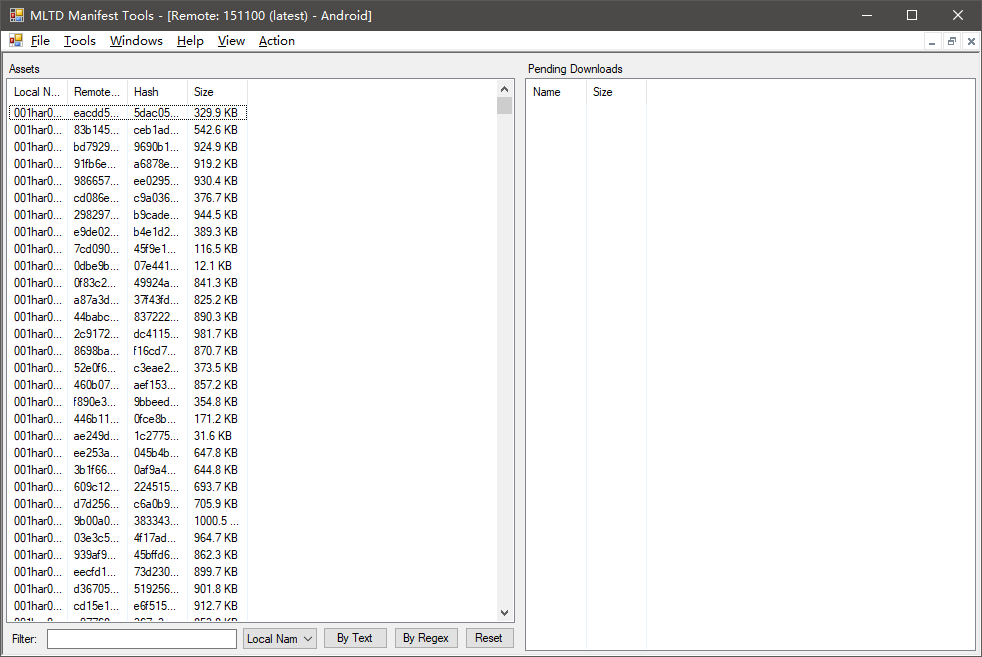 MLTD Manifest Tools - [Remote: 151100 (latest) - Android]
File Tools Windows Help View Action
Assets
Local N... Remote... Hash Size
001har0... eacdd5... 5dac05... 329.9 KB
001har0... 83b145... ceb1ad... 542.6 KB
001har0... bd7929... 9690b1... 924.9 KB
001har0... 91fb6e... a6878e... 919.2 KB
001har0... 986657... ee0295... 930.4 KB
001har0... cd086e... c9a036... 376.7 KB
001har0... 298297... b9cade... 944.5 KB
001har0... e9de02... b4e1d2... 389.3 KB
001har0... 7cd090... 45f9e1... 116.5 KB
001har0... 0dbe9b... 07e441... 12.1 KB
001har0... 0f83c2... 49924a... 841.3 KB
001har0... a87a3d... 37f43fd... 825.2 KB
001har0... 44babc... 837222... 890.3 KB
001har0... 2c9172... dc4115... 981.7 KB
001har0... 8698ba... f16cd7... 870.7 KB
001har0... 52e0f6... c3eae2... 373.5 KB
001har0... 460b07... aef153... 857.2 KB
001har0... f890e3... 9bbeed... 354.8 KB
001har0... 446b11... 0fce8b... 171.2 KB
001har0... ae249d... 1c2775... 31.6 KB
001har0... ee253a... 045b4b... 647.8 KB
001har0... 3b1f66... 0af9a4... 644.8 KB
001har0... 609c12... 224515... 693.7 KB
001har0... d7d256... c6a0b9... 705.9 KB
001har0... 9b00a0... 383343... 1000.5 ...
001har0... 03e3c5... 4f17ad... 964.7 KB
001har0... 939af9... 45bffd6... 862.3 KB
001har0... eecfd1... 73d230... 899.7 KB
001har0... d36705... 519256... 901.8 KB
001har0... cd15e1... e6f515... 912.7 KB
Filter: Local Nam By Text By Regex Reset
Pending Downloads
Name Size